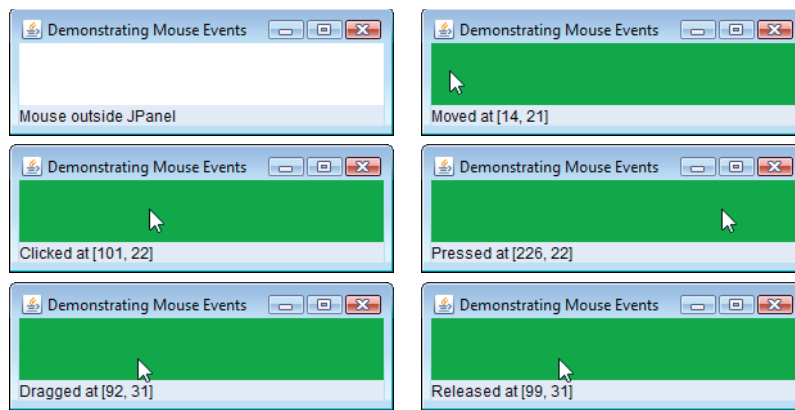 Demonstrating Mouse Events
Mouse outside JPanel
Demonstrating Mouse Events
Moved at [14, 21]
Demonstrating Mouse Events
Clicked at [101, 22]
Demonstrating Mouse Events
Pressed at [226, 22]
Demonstrating Mouse Events
Dragged at [92, 31]
Demonstrating Mouse Events
Released at [99, 31]